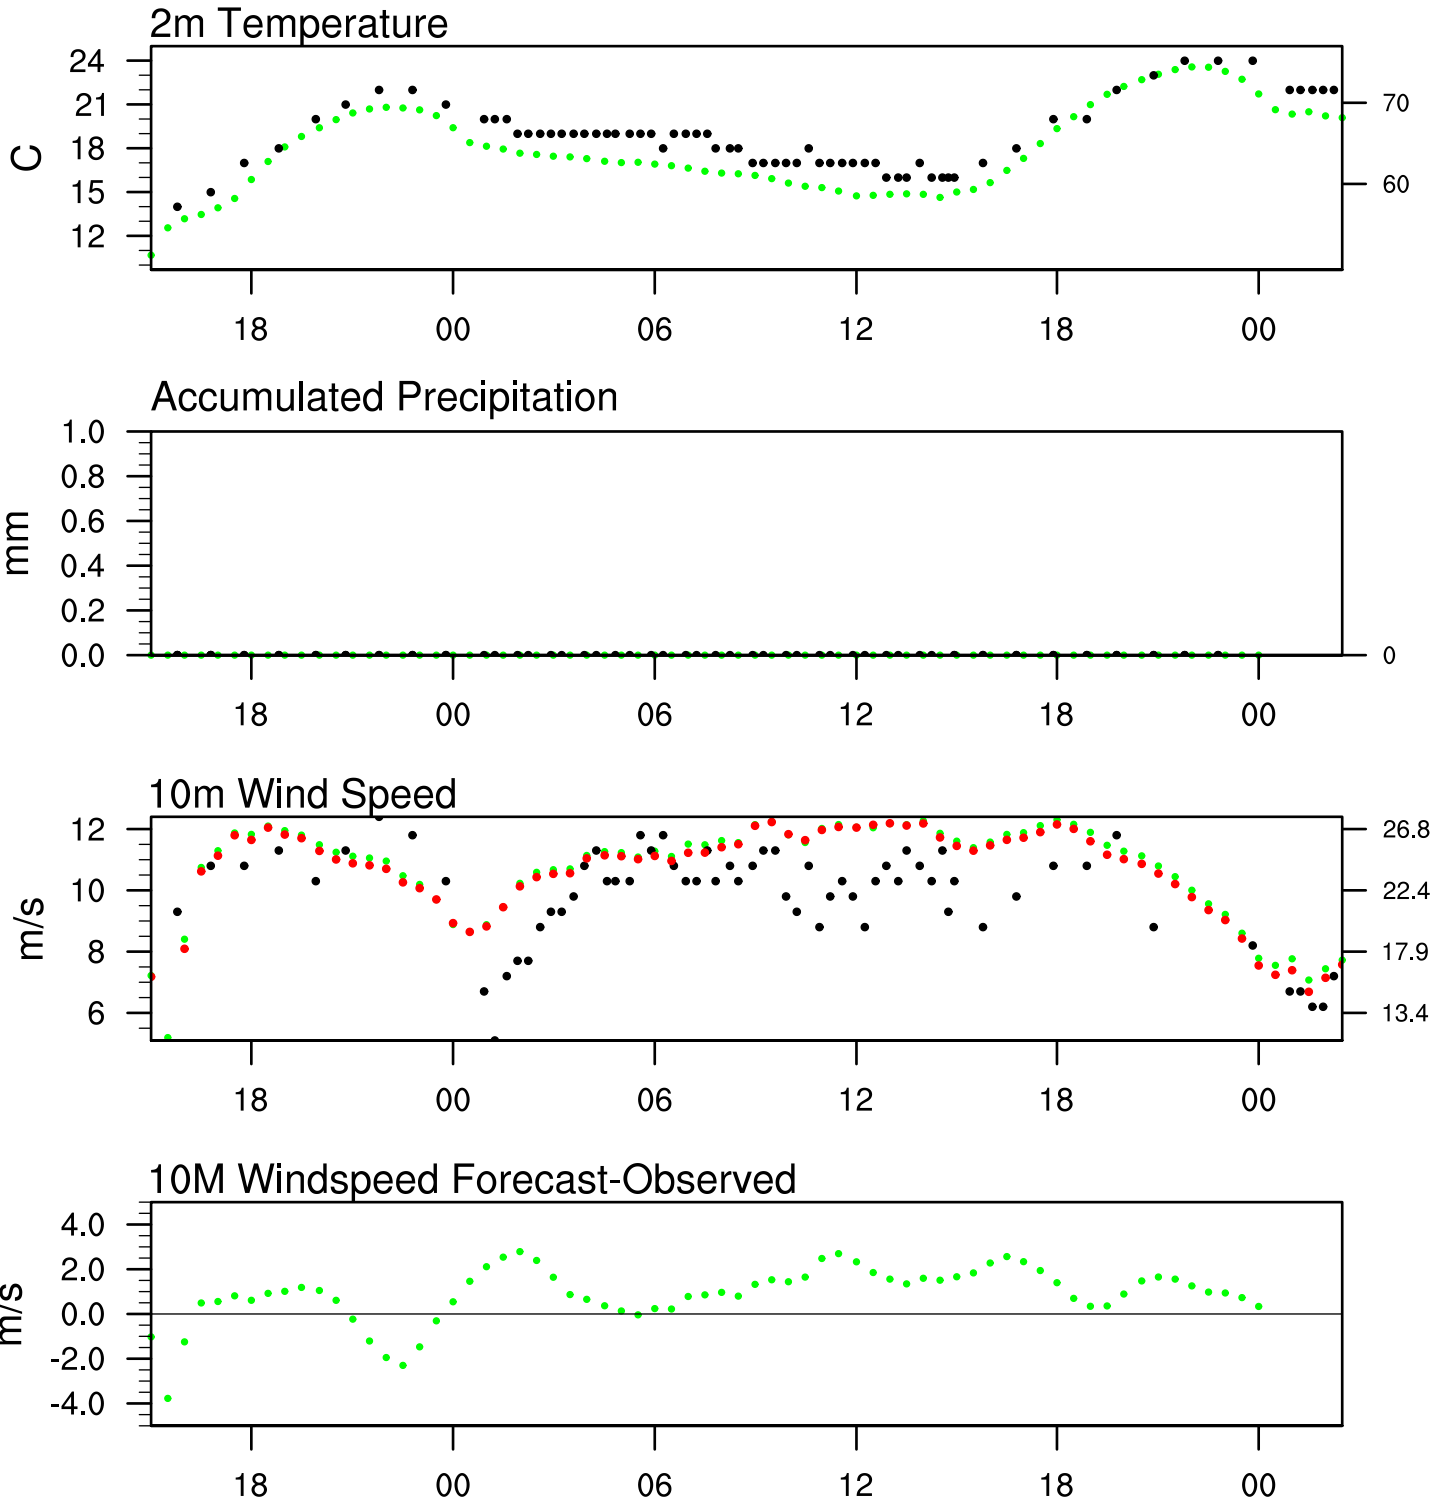 2m Temperature
24
21
18
15
12
C
70
60
18 00 06 12 18 00
Accumulated Precipitation
1.0
0.8
0.6
0.4
0.2
0.0
mm
0
18 00 06 12 18 00
10m Wind Speed
12
10
8
6
m/s
26.8
22.4
17.9
13.4
18 00 06 12 18 00
10M Windspeed Forecast-Observed
4.0
2.0
0.0
-2.0
-4.0
m/s
18 00 06 12 18 00